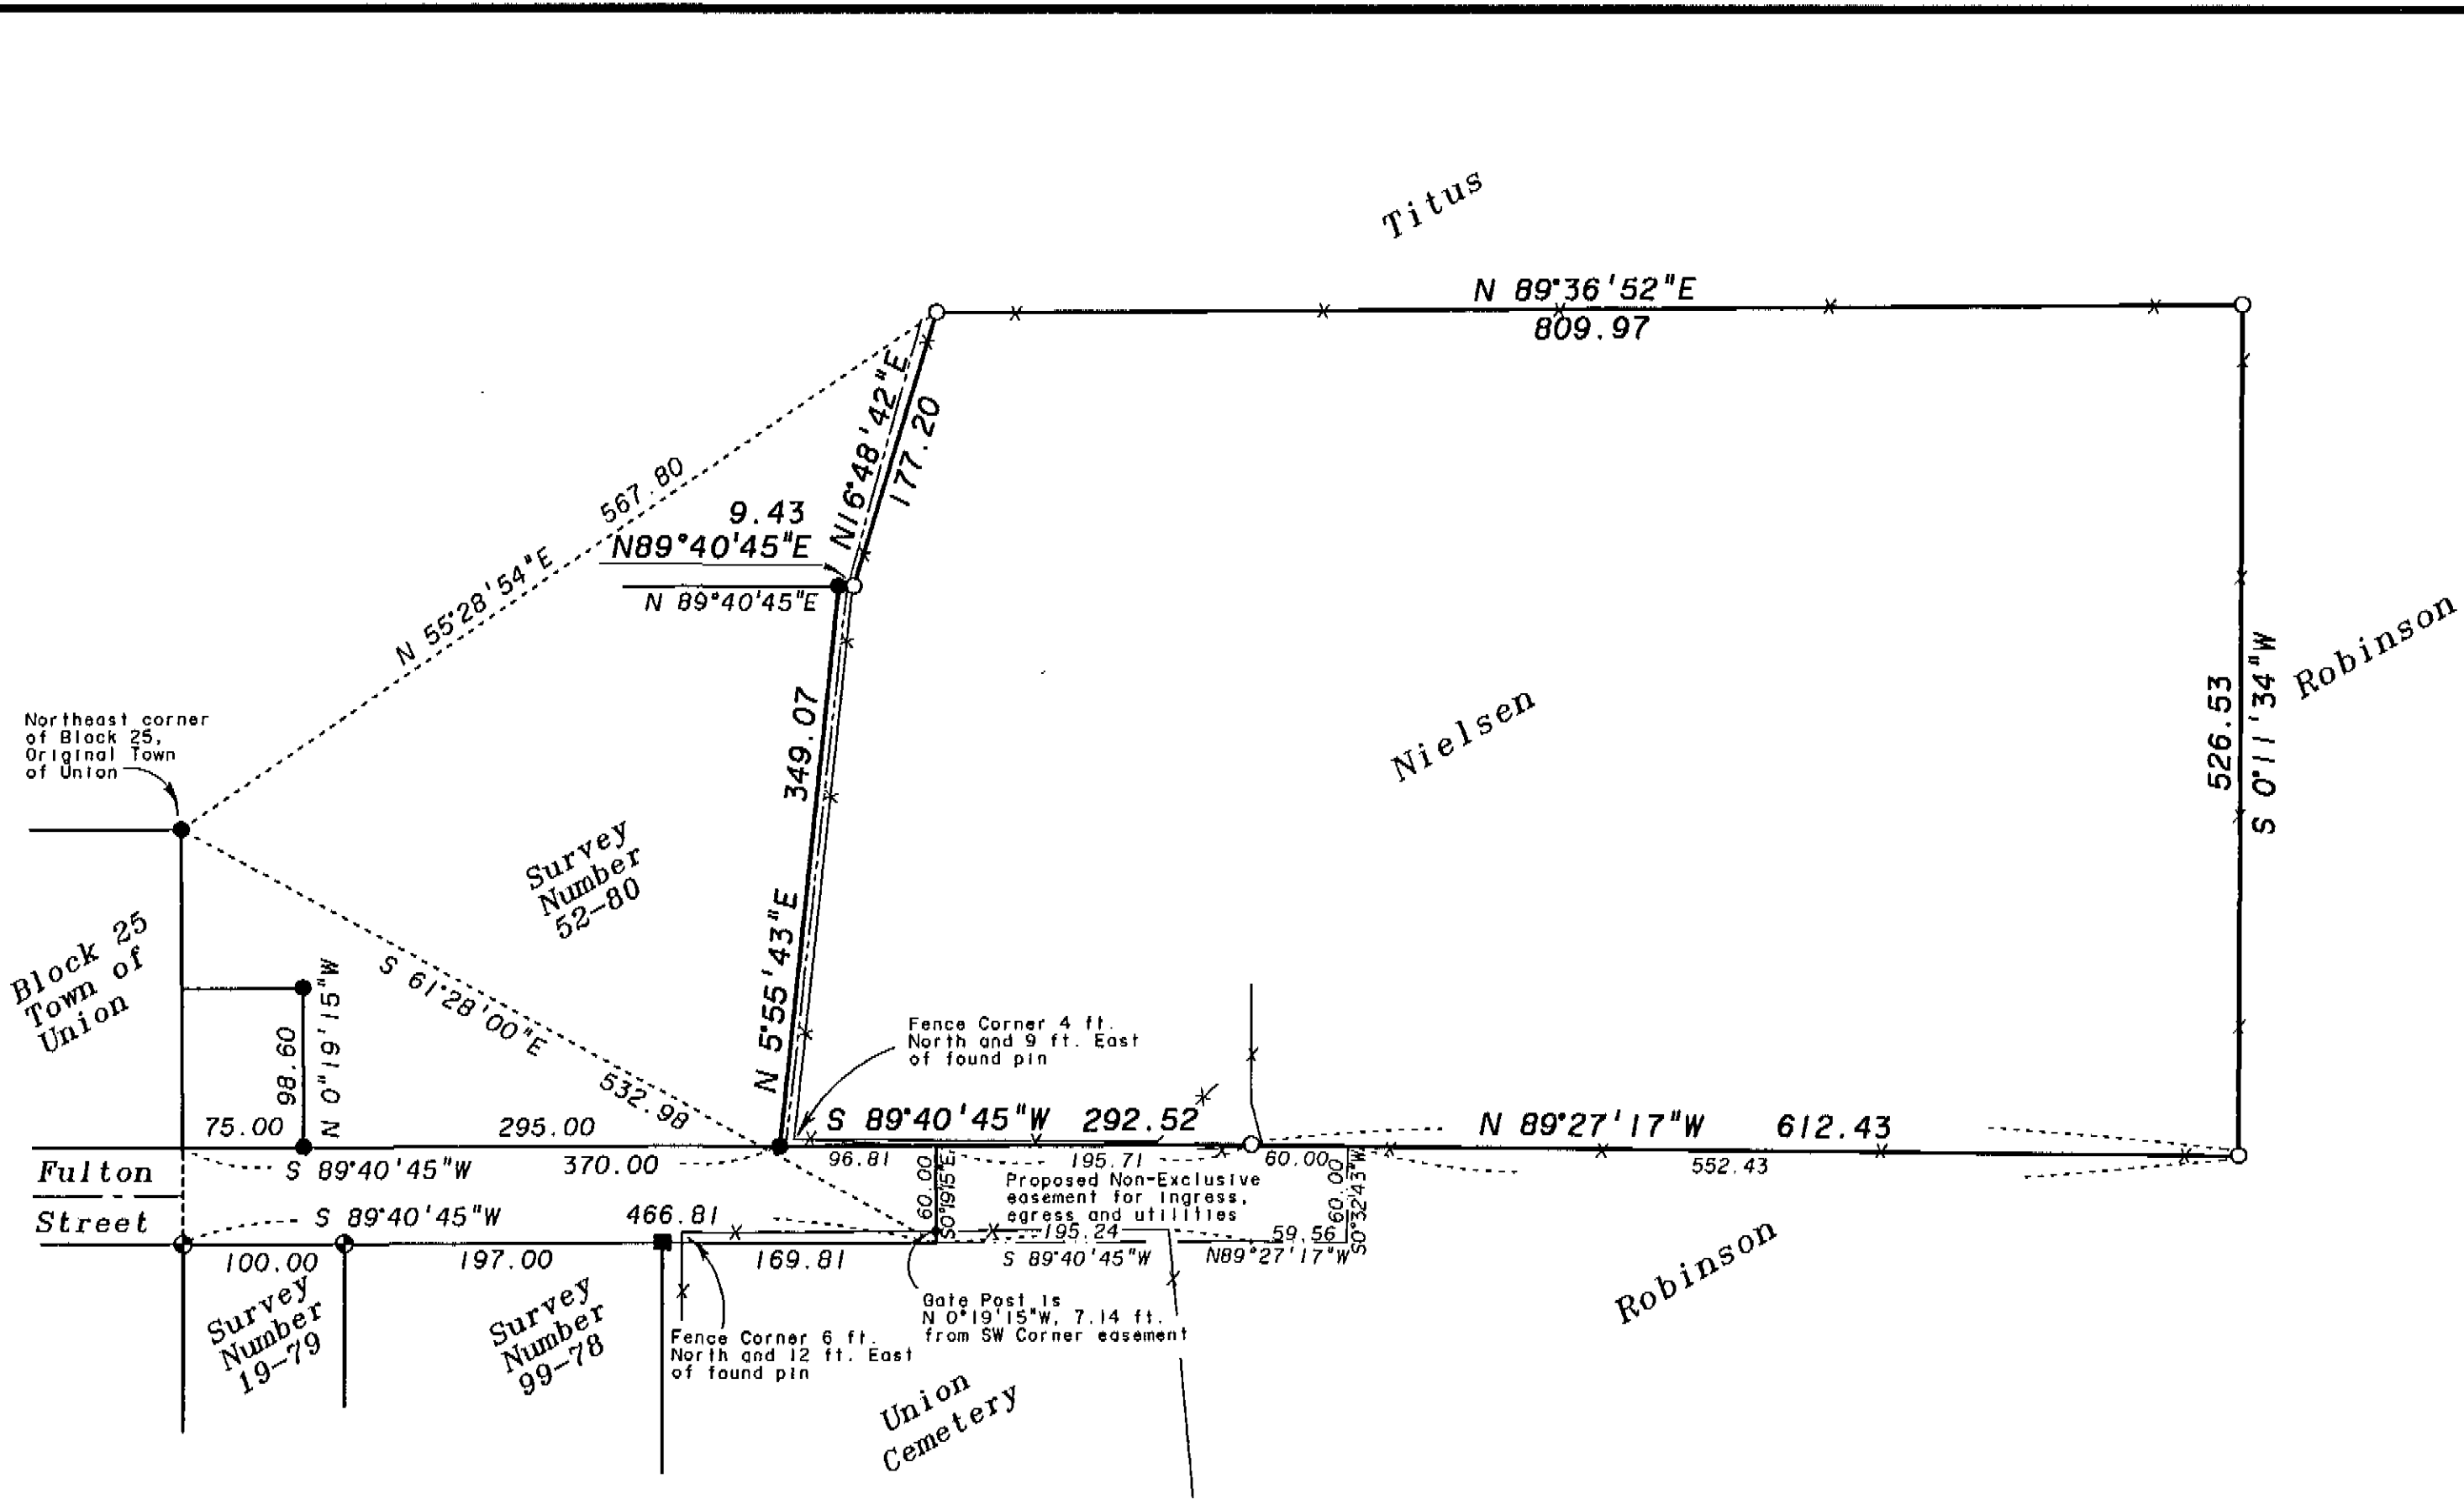 Titus
N 89°36'52"E
809.97
N16°48'42"E
177.20
567.80
N 55°28'54"E
9.43
N89°40'45"E
N 89°40'45"E
Nielsen
Robinson
526.53
S 0°11'34"W
349.07
N 5°55'43"E
Northeast corner
of Block 25,
Original Town
of Union
Survey
Number
52-80
Block 25
Town of
Union
S 61°28'00"E
532.98
98.60
N 0°19'15"W
Fence Corner 4 ft.
North and 9 ft. East
of found pin
75.00
295.00
S 89°40'45"W 292.52
N 89°27'17"W 612.43
Fulton
Street
S 89°40'45"W 370.00
96.81
195.71
60.00
552.43
60.00
S0°19'15"E
Proposed Non-Exclusive
easement for Ingress,
egress and utilities
60.00
S0°32'43"W
S 89°40'45"W 466.81
195.24
59.56
100.00
197.00
169.81
S 89°40'45"W
N89°27'17"W
Survey
Number
19-79
Survey
Number
99-78
Fence Corner 6 ft.
North and 12 ft. East
of found pin
Gate Post is
N 0°19'15"W, 7.14 ft.
from SW Corner easement
Union
Cemetery
Robinson